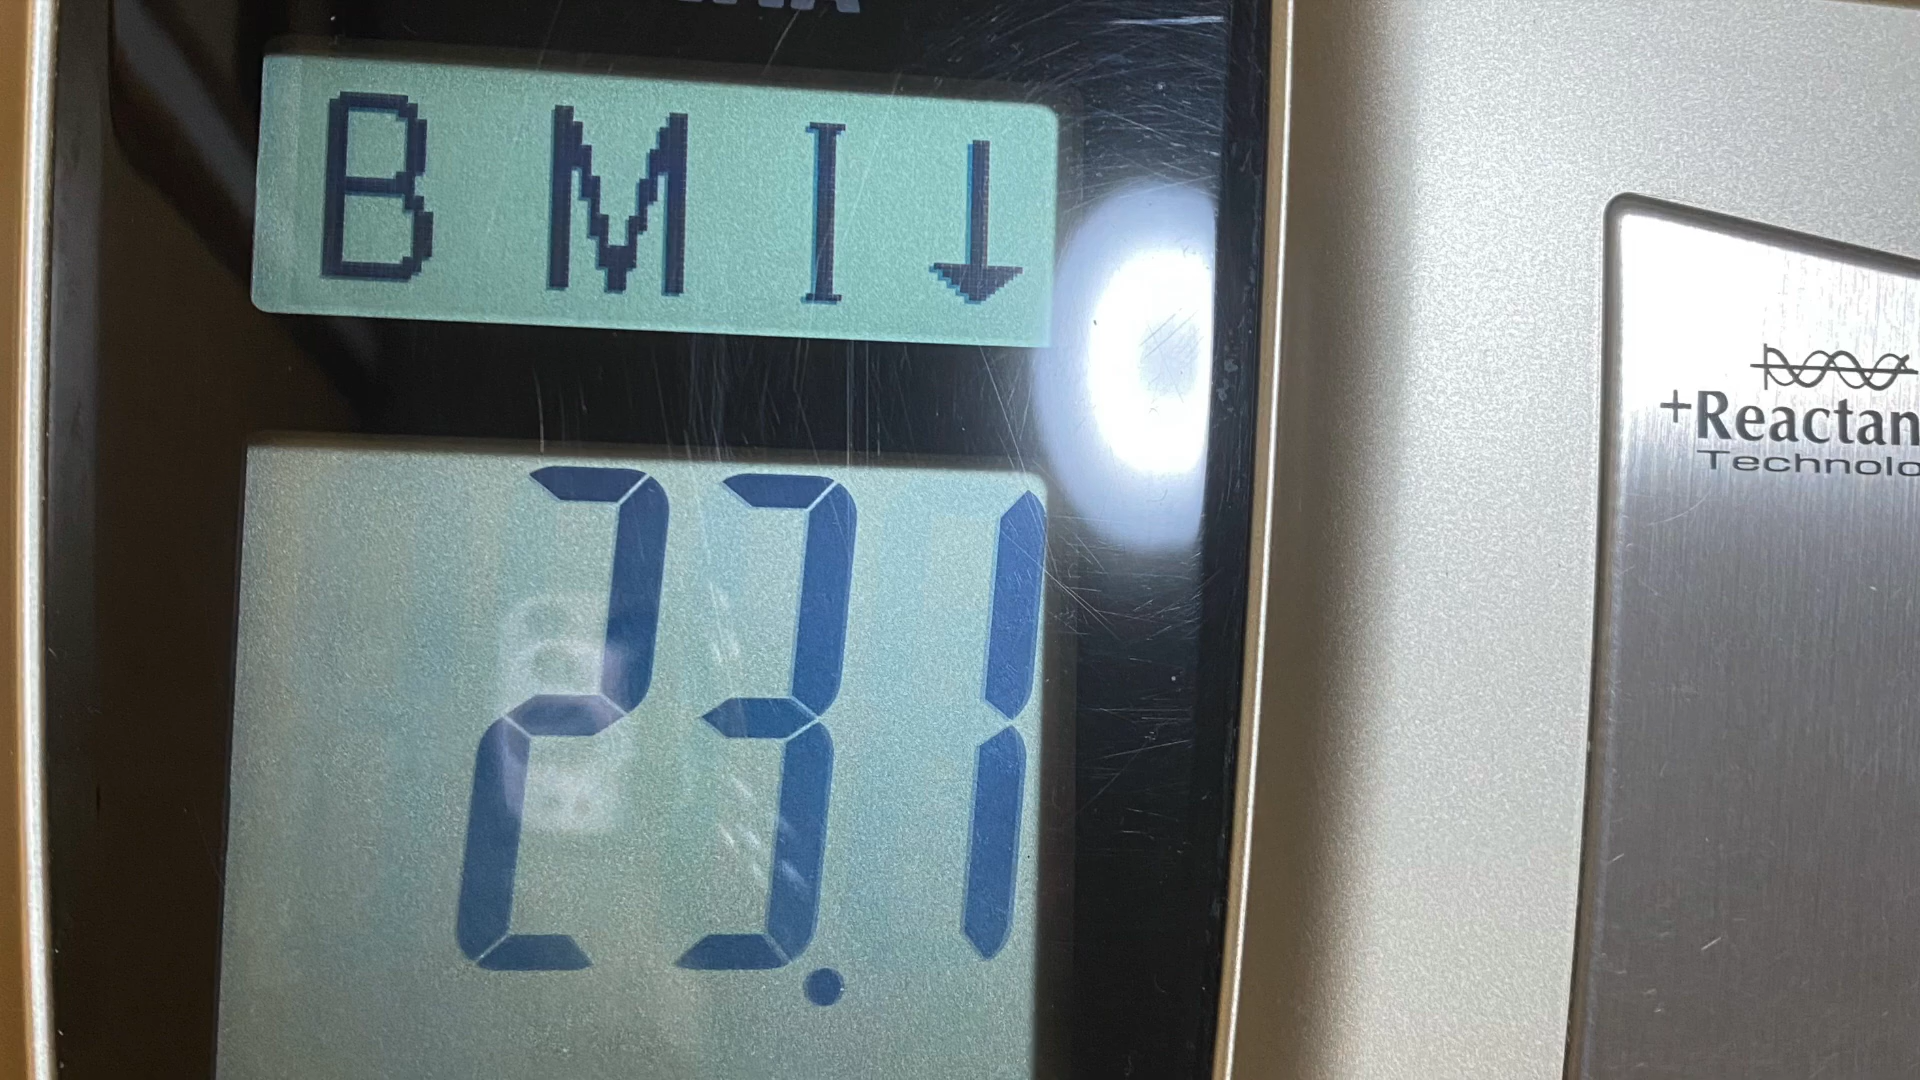 BMI↓
23.1
+Reactan
Technolo